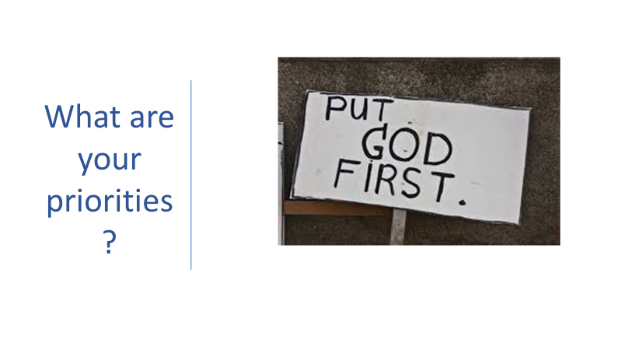 What are
your
priorities
?
PUT
GOD
FIRST.